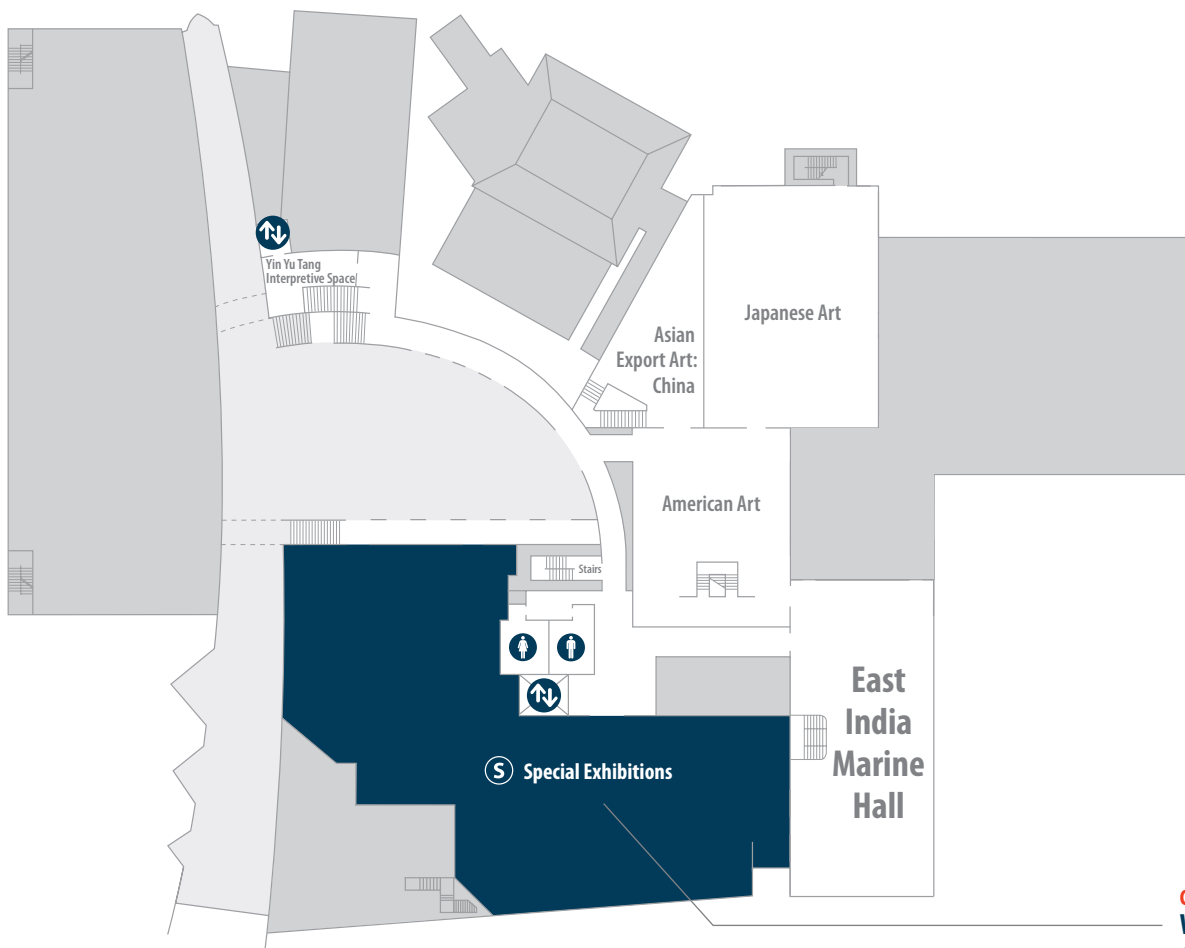 Yin Yu Tang
Interpretive Space
Asian
Export Art:
China
Japanese Art
American Art
Stairs
East
India
Marine
Hall
S Special Exhibitions